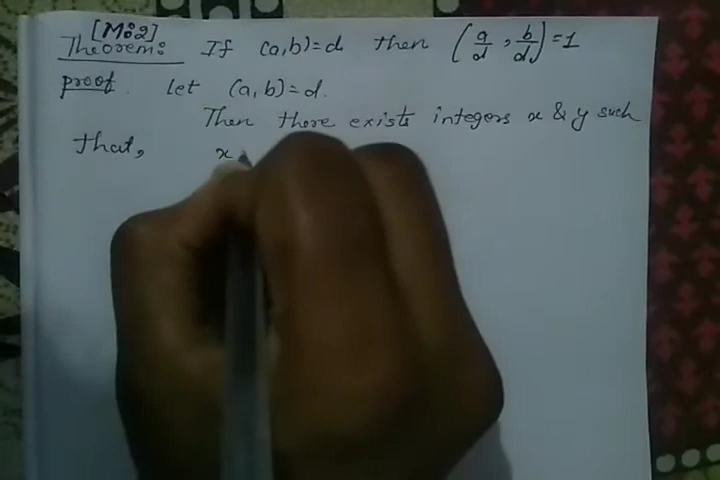 [M:2]
Theorem: If (a,b)=d then (a/d, b/d)=1
proof. let (a,b)=d.
Then there exists integers x & y such
that, x